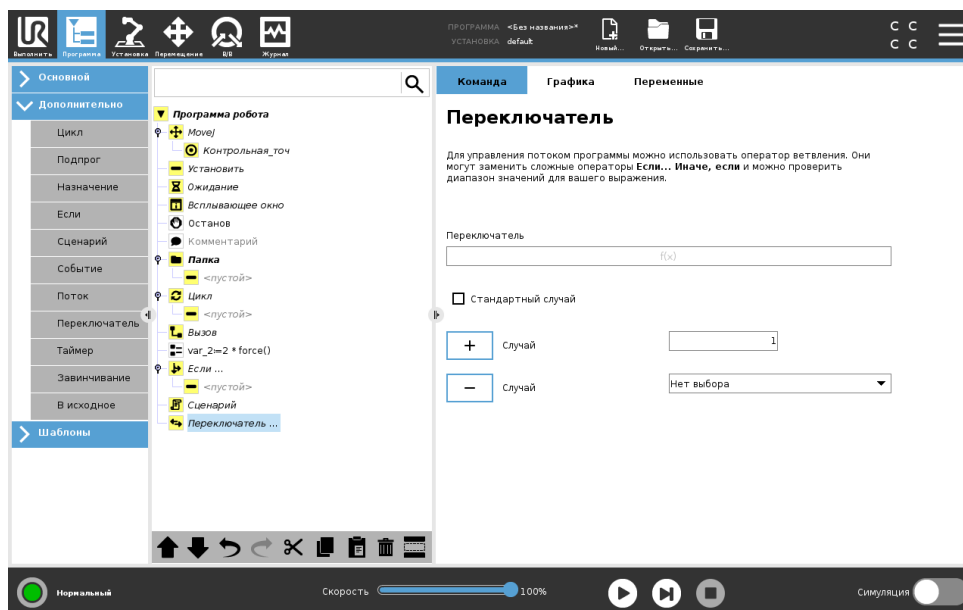 Выполнить
Программа
Установка
Перемещение
В/В
Журнал
ПРОГРАММА <Без названия>*
УСТАНОВКА default
Новый...
Открыть...
Сохранить...
C C
C C
Основной
Дополнительно
Цикл
Подпрог
Назначение
Если
Сценарий
Событие
Поток
Переключатель
Таймер
Завинчивание
В исходное
Шаблоны
Программа робота
MoveJ
Контрольная_точ
Установить
Ожидание
Всплывающее окно
Останов
Комментарий
Папка
<пустой>
Цикл
<пустой>
Вызов
var_2≔2 * force()
Если ...
<пустой>
Сценарий
Переключатель ...
Команда
Графика
Переменные
Переключатель
Для управления потоком программы можно использовать оператор ветвления. Они
могут заменить сложные операторы Если... Иначе, если и можно проверить
диапазон значений для вашего выражения.
Переключатель
f(x)
Стандартный случай
+ Случай 1
− Случай Нет выбора
Нормальный
Скорость 100%
Симуляция